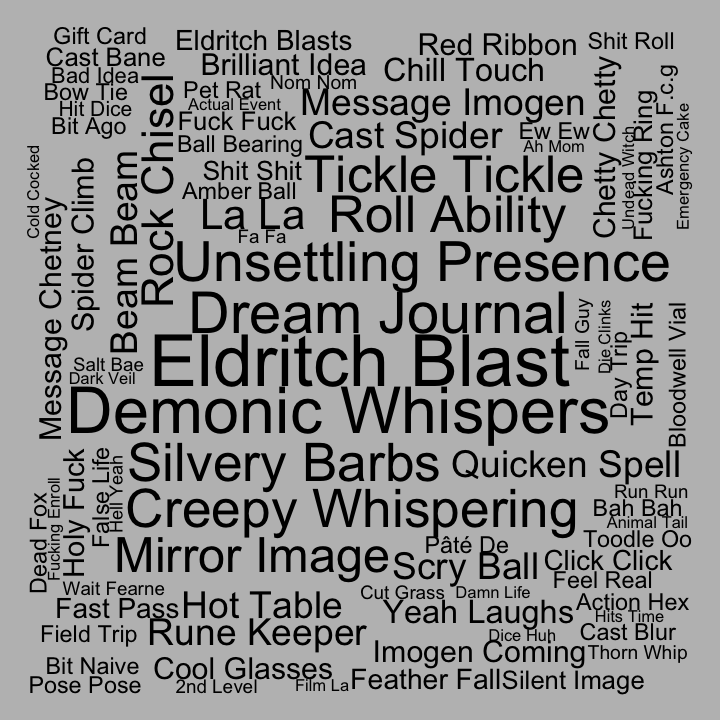 Gift Card
Eldritch Blasts
Red Ribbon
Shit Roll
Cast Bane
Brilliant Idea
Chill Touch
Bad Idea
Bow Tie
Pet Rat
Nom Nom
Hit Dice
Actual Event
Message Imogen
Bit Ago
Fuck Fuck
Cast Spider
Ew Ew
Ball Bearing
Ah Mom
Rock Chisel
Chetty Chetty
Undead Witch
Fucking Ring
Ashton F.c.g
Emergency Cake
Cold Cocked
Shit Shit
Tickle Tickle
Amber Ball
La La
Roll Ability
Fa Fa
Message Chetney
Spider Climb
Beam Beam
Unsettling Presence
Dream Journal
Fall Guy
Die Clinks
Day Trip
Temp Hit
Bloodwell Vial
Salt Bae
Eldritch Blast
Dark Veil
Demonic Whispers
Silvery Barbs
Quicken Spell
Dead Fox
Fucking Enroll
Holy Fuck
False Life
Hell Yeah
Run Run
Creepy Whispering
Bah Bah
Animal Tail
Mirror Image
Pâté De
Toodle Oo
Scry Ball
Click Click
Feel Real
Wait Fearne
Cut Grass
Damn Life
Fast Pass
Hot Table
Yeah Laughs
Action Hex
Hits Time
Field Trip
Rune Keeper
Dice Huh
Cast Blur
Imogen Coming
Thorn Whip
Bit Naive
Cool Glasses
Pose Pose
2nd Level
Film La
Feather Fall
Silent Image